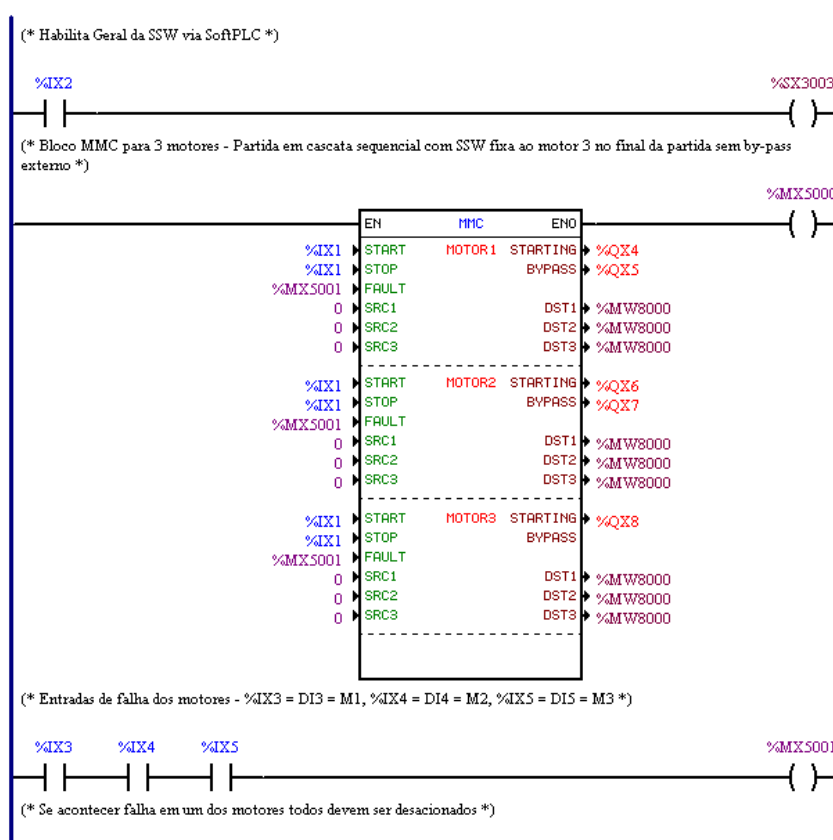 (* Habilita Geral da SSW via SoftPLC *)
%IX2 %SX3003
(* Bloco MMC para 3 motores - Partida em cascata sequencial com SSW fixa ao motor 3 no final da partida sem by-pass
externo *)
%MX5000
EN MMC ENO
%IX1 START MOTOR1 STARTING %QX4
%IX1 STOP BYPASS %QX5
%MX5001 FAULT
0 SRC1 DST1 %MW8000
0 SRC2 DST2 %MW8000
0 SRC3 DST3 %MW8000
%IX1 START MOTOR2 STARTING %QX6
%IX1 STOP BYPASS %QX7
%MX5001 FAULT
0 SRC1 DST1 %MW8000
0 SRC2 DST2 %MW8000
0 SRC3 DST3 %MW8000
%IX1 START MOTOR3 STARTING %QX8
%IX1 STOP BYPASS
%MX5001 FAULT
0 SRC1 DST1 %MW8000
0 SRC2 DST2 %MW8000
0 SRC3 DST3 %MW8000
(* Entradas de falha dos motores - %IX3 = DI3 = M1, %IX4 = DI4 = M2, %IX5 = DI5 = M3 *)
%IX3 %IX4 %IX5 %MX5001
(* Se acontecer falha em um dos motores todos devem ser desacionados *)